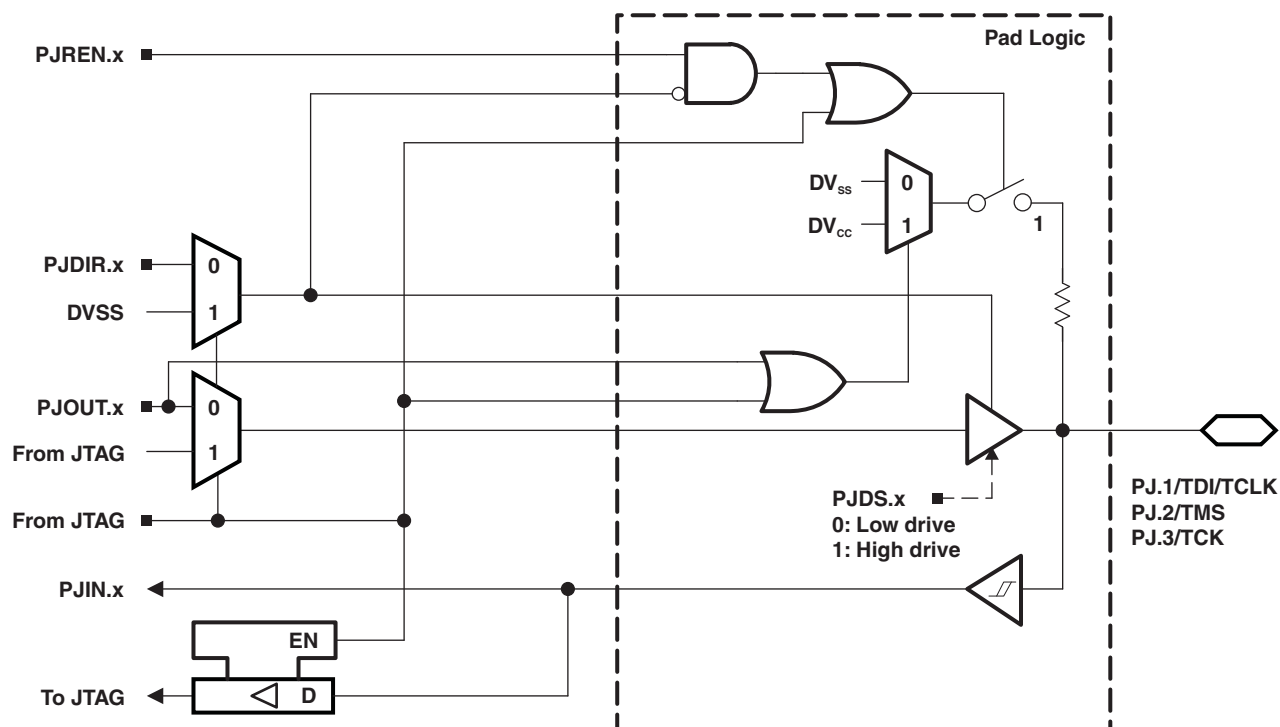 Pad Logic
PJREN.x
DVss 0
DVcc 1
1
PJDIR.x 0
DVSS 1
PJOUT.x 0
From JTAG 1
PJDS.x
0: Low drive
1: High drive
PJ.1/TDI/TCLK
PJ.2/TMS
PJ.3/TCK
From JTAG
PJIN.x
EN
To JTAG D